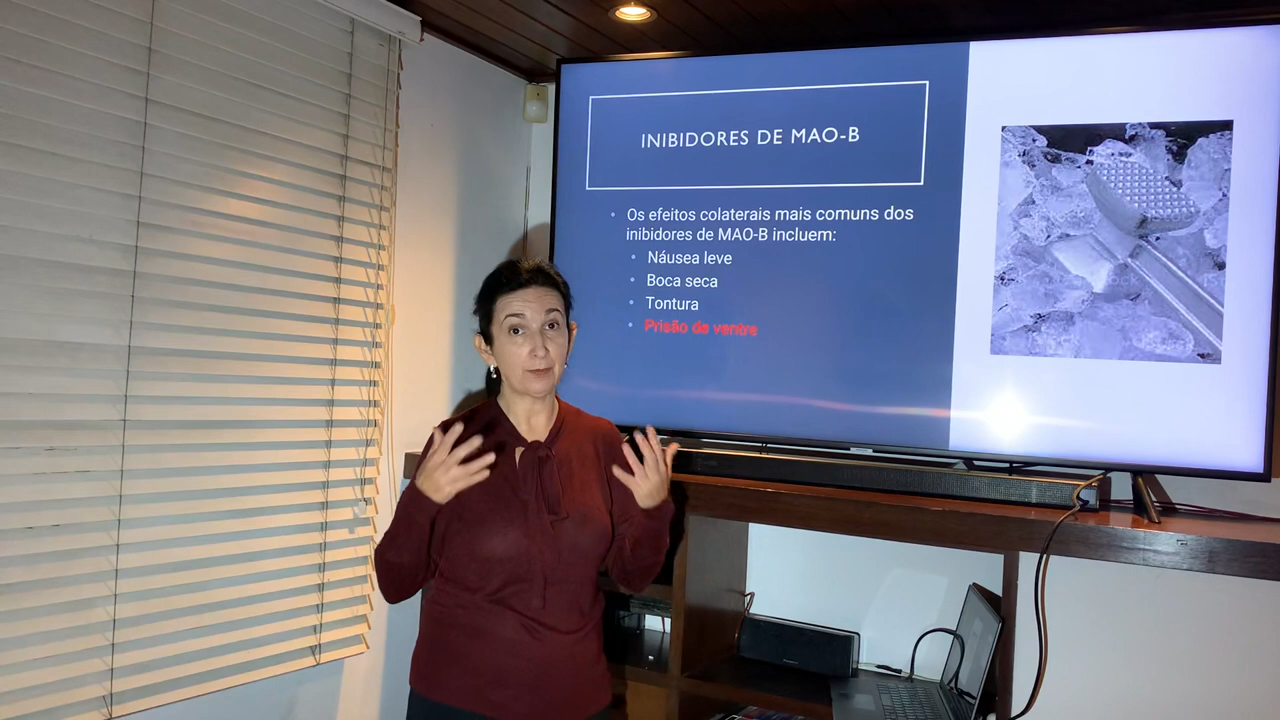 INIBIDORES DE MAO-B
• Os efeitos colaterais mais comuns dos
inibidores de MAO-B incluem:
• Náusea leve
• Boca seca
• Tontura
• Prisão de ventre